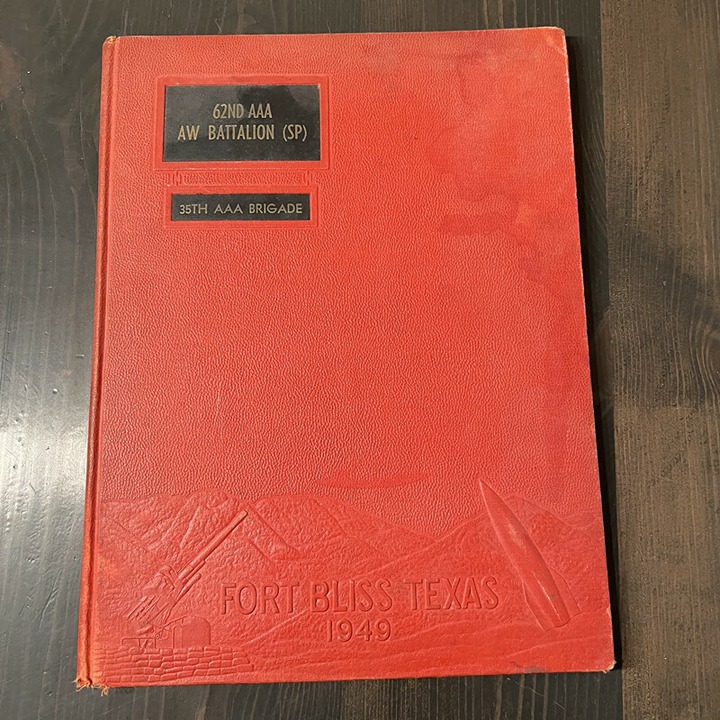 62ND AAA
AW BATTALION (SP)
35TH AAA BRIGADE
FORT BLISS TEXAS
1949